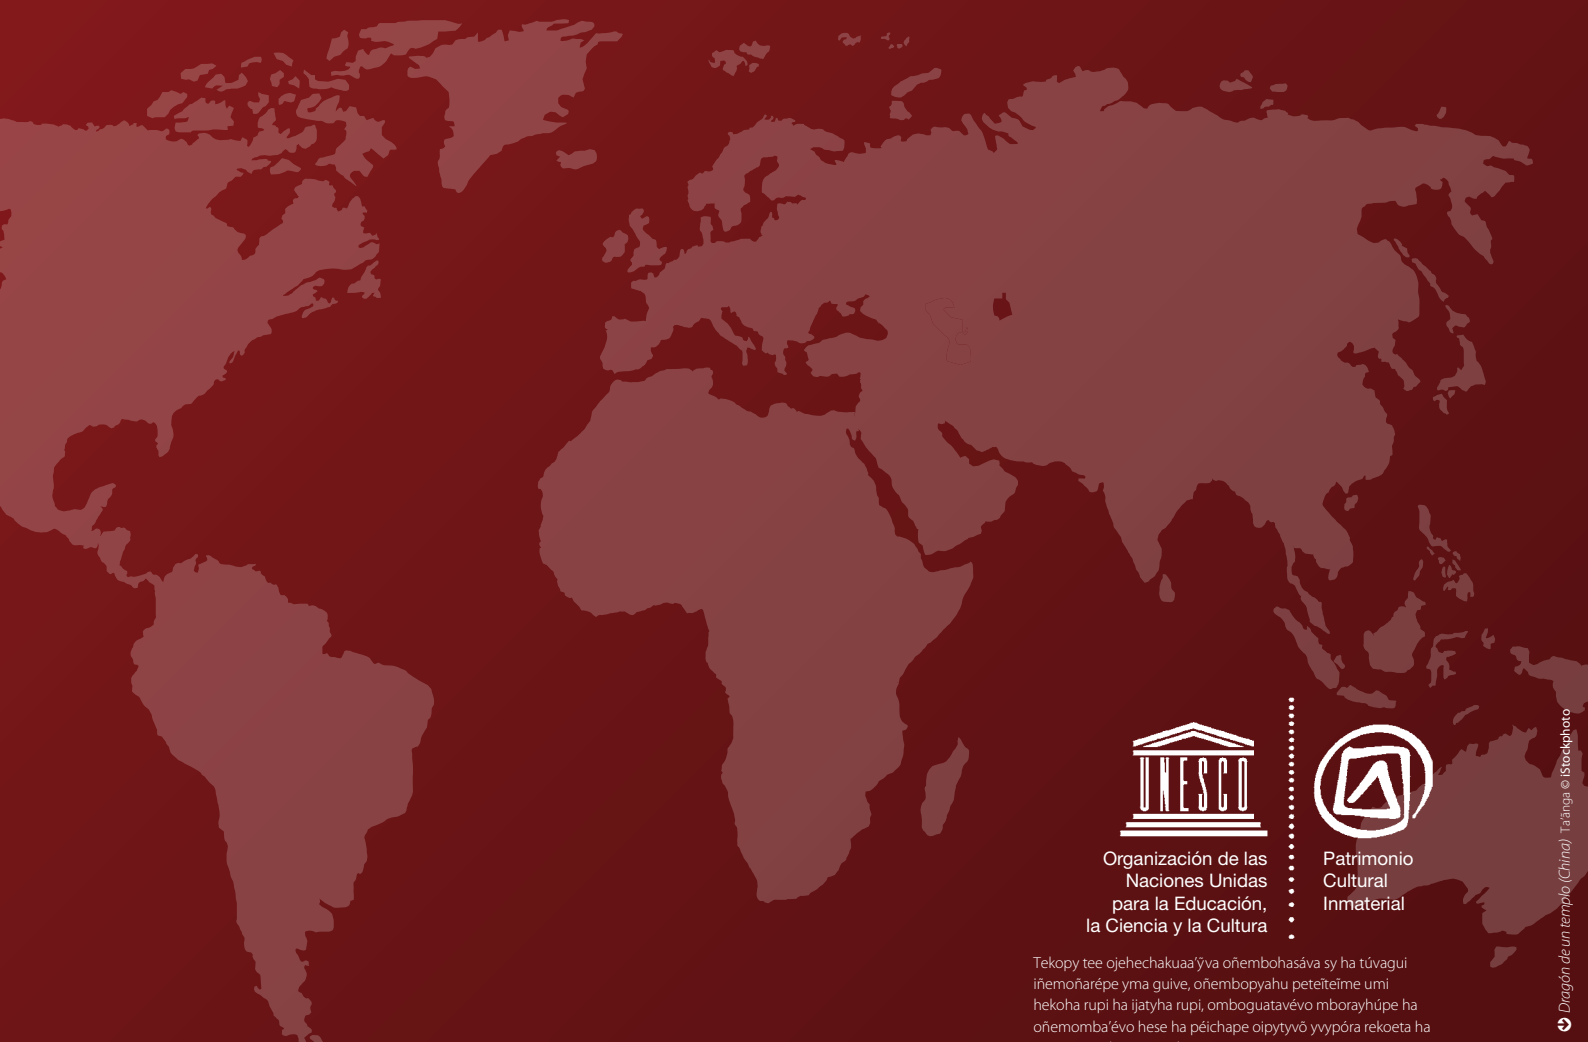 UNESCO
Organización de las
Naciones Unidas
para la Educación,
la Ciencia y la Cultura
Patrimonio
Cultural
Inmaterial
Tekopy tee ojehechakuaa’ỹva oñembohasáva sy ha túvagui
iñemoñarépe yma guive, oñembopyahu peteĩteĩme umi
hekoha rupi ha ijatyha rupi, omboguatavévo mborayhúpe ha
oñemomba’évo hese ha péichape oipytyvõ yvypóra rekoeta ha
Dragón de un templo (China) Ta’ãnga © iStockphoto